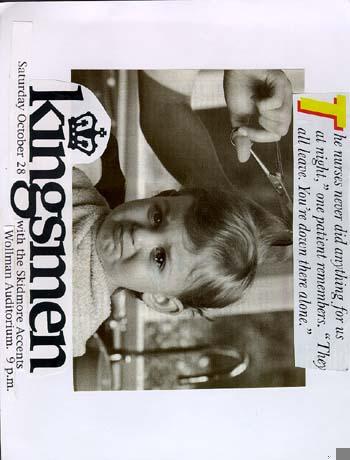 The nurses never did anything for us
at night," one patient remembers. "They
all leave. You're down there alone."
kingsmen
Saturday October 28 with the Skidmore Accents
Wollman Auditorium. 9 p.m.